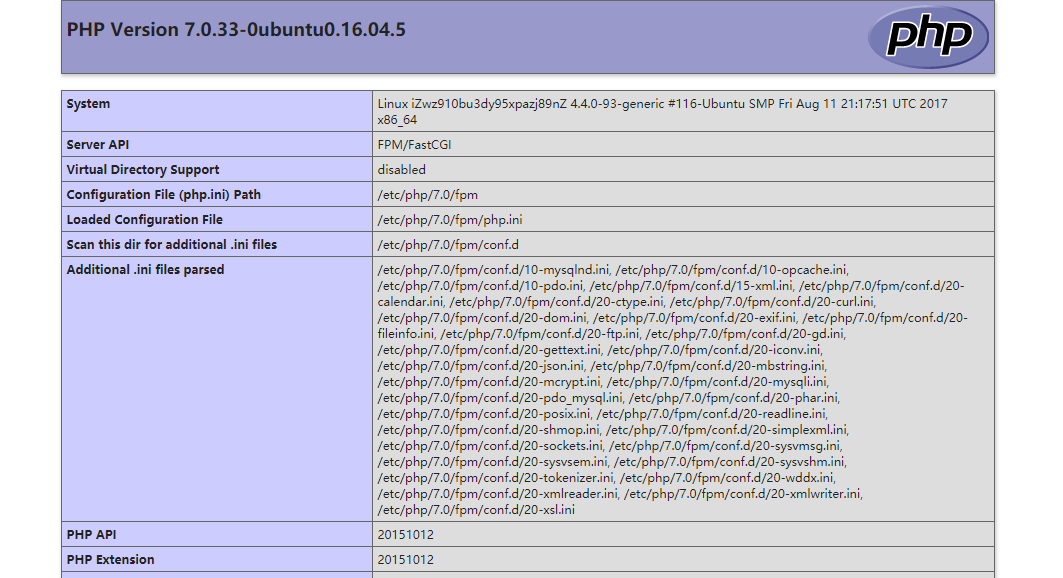 PHP Version 7.0.33-0ubuntu0.16.04.5
php
System
Linux iZwz910bu3dy95xpazj89nZ 4.4.0-93-generic #116-Ubuntu SMP Fri Aug 11 21:17:51 UTC 2017
x86_64
Server API
FPM/FastCGI
Virtual Directory Support
disabled
Configuration File (php.ini) Path
/etc/php/7.0/fpm
Loaded Configuration File
/etc/php/7.0/fpm/php.ini
Scan this dir for additional .ini files
/etc/php/7.0/fpm/conf.d
Additional .ini files parsed
/etc/php/7.0/fpm/conf.d/10-mysqlnd.ini, /etc/php/7.0/fpm/conf.d/10-opcache.ini,
/etc/php/7.0/fpm/conf.d/10-pdo.ini, /etc/php/7.0/fpm/conf.d/15-xml.ini, /etc/php/7.0/fpm/conf.d/20-
calendar.ini, /etc/php/7.0/fpm/conf.d/20-ctype.ini, /etc/php/7.0/fpm/conf.d/20-curl.ini,
/etc/php/7.0/fpm/conf.d/20-dom.ini, /etc/php/7.0/fpm/conf.d/20-exif.ini, /etc/php/7.0/fpm/conf.d/20-
fileinfo.ini, /etc/php/7.0/fpm/conf.d/20-ftp.ini, /etc/php/7.0/fpm/conf.d/20-gd.ini,
/etc/php/7.0/fpm/conf.d/20-gettext.ini, /etc/php/7.0/fpm/conf.d/20-iconv.ini,
/etc/php/7.0/fpm/conf.d/20-json.ini, /etc/php/7.0/fpm/conf.d/20-mbstring.ini,
/etc/php/7.0/fpm/conf.d/20-mcrypt.ini, /etc/php/7.0/fpm/conf.d/20-mysqli.ini,
/etc/php/7.0/fpm/conf.d/20-pdo_mysql.ini, /etc/php/7.0/fpm/conf.d/20-phar.ini,
/etc/php/7.0/fpm/conf.d/20-posix.ini, /etc/php/7.0/fpm/conf.d/20-readline.ini,
/etc/php/7.0/fpm/conf.d/20-shmop.ini, /etc/php/7.0/fpm/conf.d/20-simplexml.ini,
/etc/php/7.0/fpm/conf.d/20-sockets.ini, /etc/php/7.0/fpm/conf.d/20-sysvmsg.ini,
/etc/php/7.0/fpm/conf.d/20-sysvsem.ini, /etc/php/7.0/fpm/conf.d/20-sysvshm.ini,
/etc/php/7.0/fpm/conf.d/20-tokenizer.ini, /etc/php/7.0/fpm/conf.d/20-wddx.ini,
/etc/php/7.0/fpm/conf.d/20-xmlreader.ini, /etc/php/7.0/fpm/conf.d/20-xmlwriter.ini,
/etc/php/7.0/fpm/conf.d/20-xsl.ini
PHP API
20151012
PHP Extension
20151012